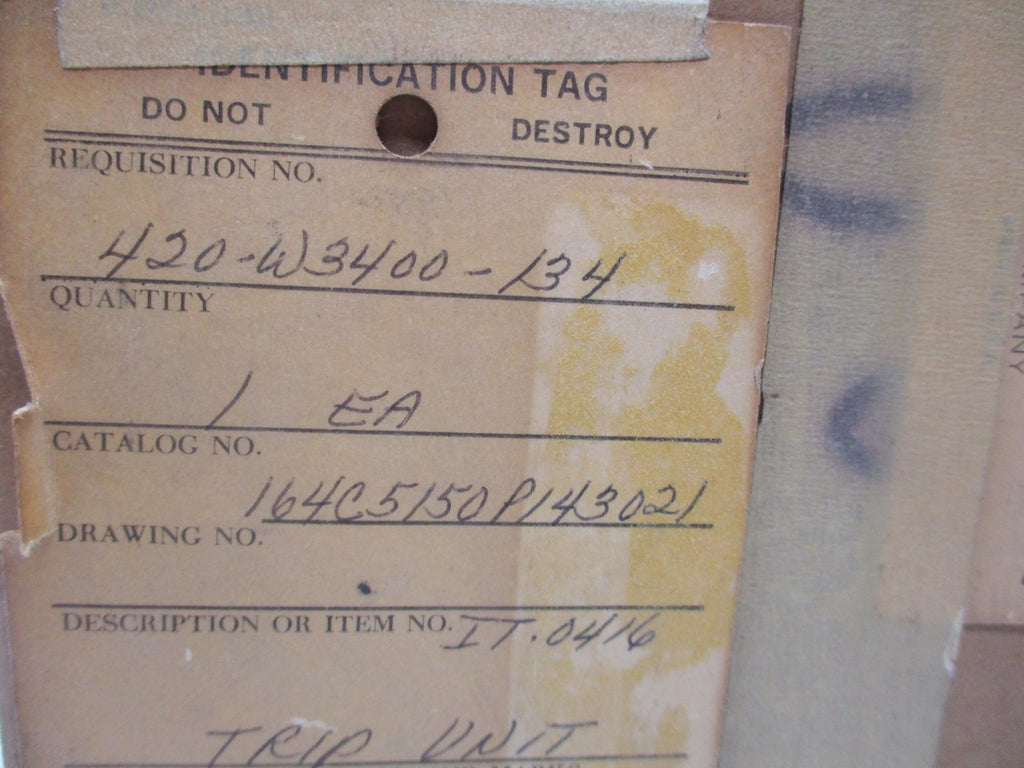 IDENTIFICATION TAG
DO NOT DESTROY
REQUISITION NO.
420-W3400-134
QUANTITY
1 EA
CATALOG NO.
164C5150P143021
DRAWING NO.
DESCRIPTION OR ITEM NO. IT.0416
TRIP UNIT